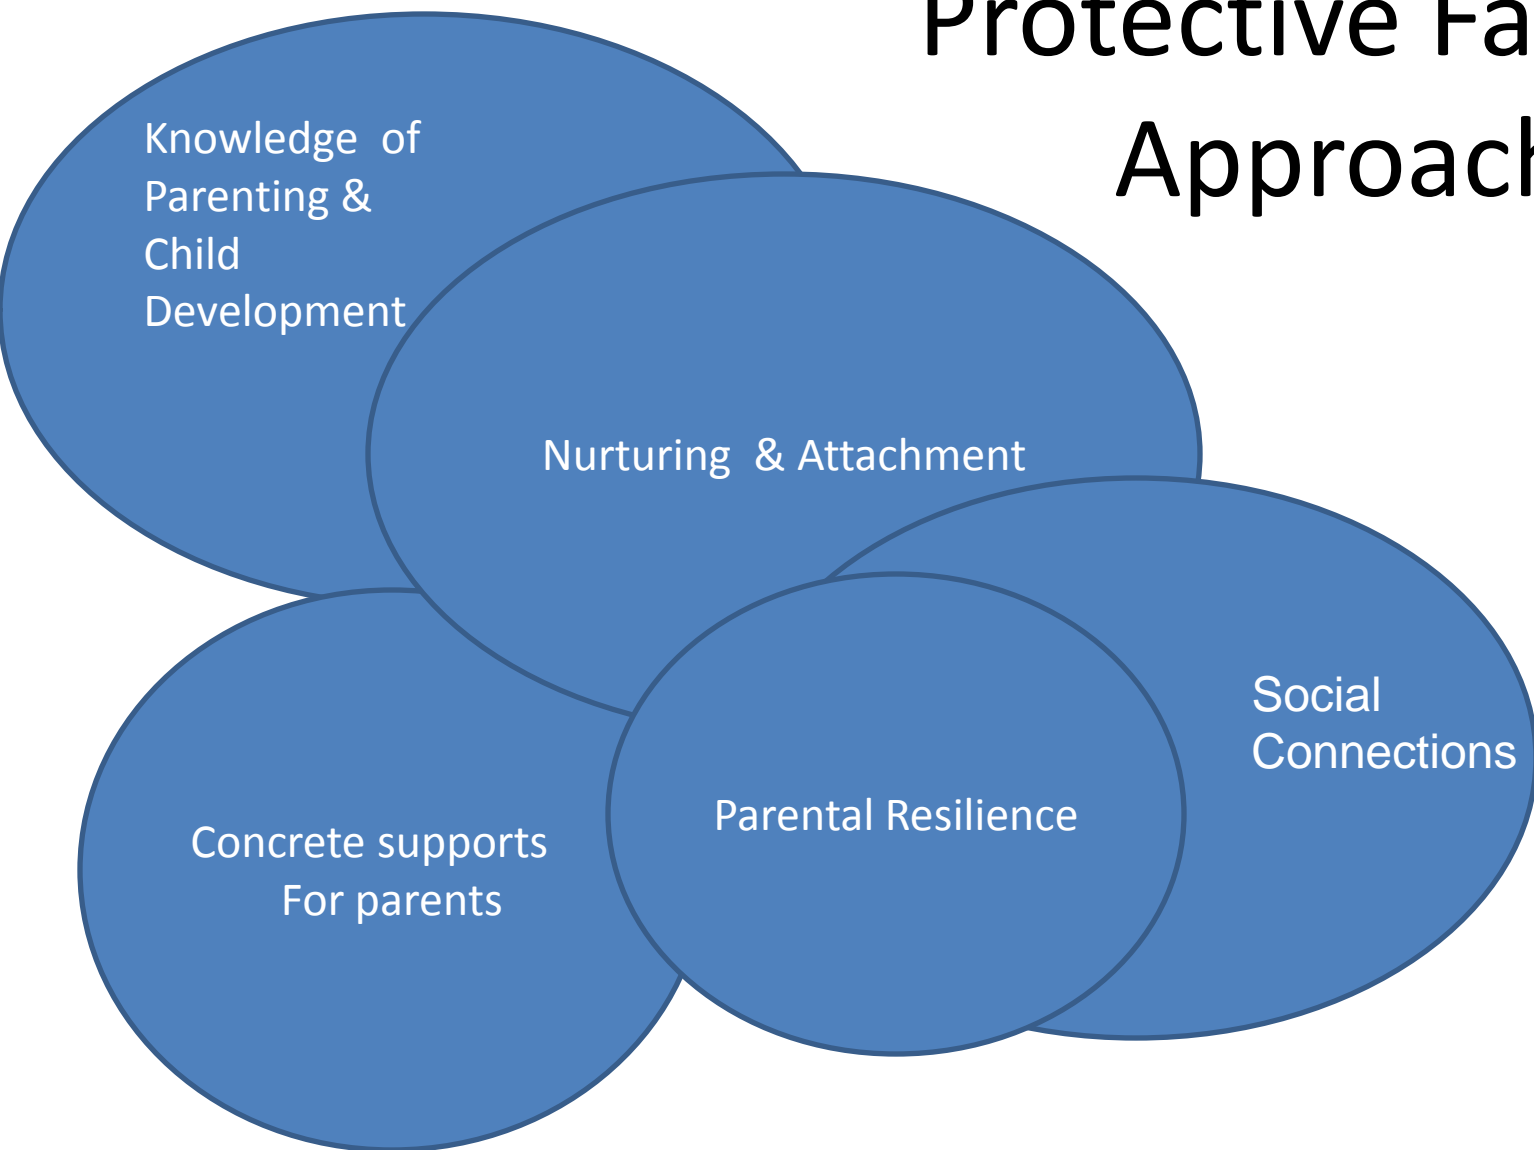 Protective Fa
Approach
Knowledge of
Parenting &
Child
Development
Nurturing & Attachment
Social
Connections
Parental Resilience
Concrete supports
For parents